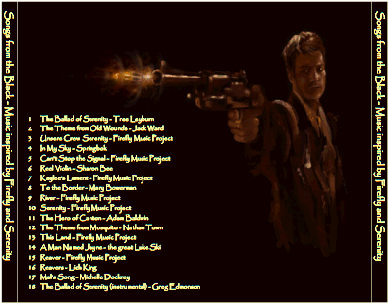 Songs from the Black - Music inspired by Firefly and Serenity
1 The Ballad of Serenity - Tree Leyburn
2 The Theme from Old Wounds - Jack Ward
3 Unsere Crew Serenity - Firefly Music Project
4 In My Sky - Springbok
5 Can't Stop the Signal - Firefly Music Project
6 Reel Violin - Sharon Bee
7 Kaylee's Lament - Firefly Music Project
8 To the Border - Mary Bowerman
9 River - Firefly Music Project
10 Serenity - Firefly Music Project
11 The Hero of Canton - Adam Baldwin
12 The Theme from Mosquito - Nathan Town
13 This Land - Firefly Music Project
14 A Man Named Jayne - the great Luke Ski
15 Reaver - Firefly Music Project
16 Reavers - Lich King
17 Mal's Song - Michelle Dockrey
18 The Ballad of Serenity (instrumental) - Greg Edmonson
Songs from the Black - Music inspired by Firefly and Serenity